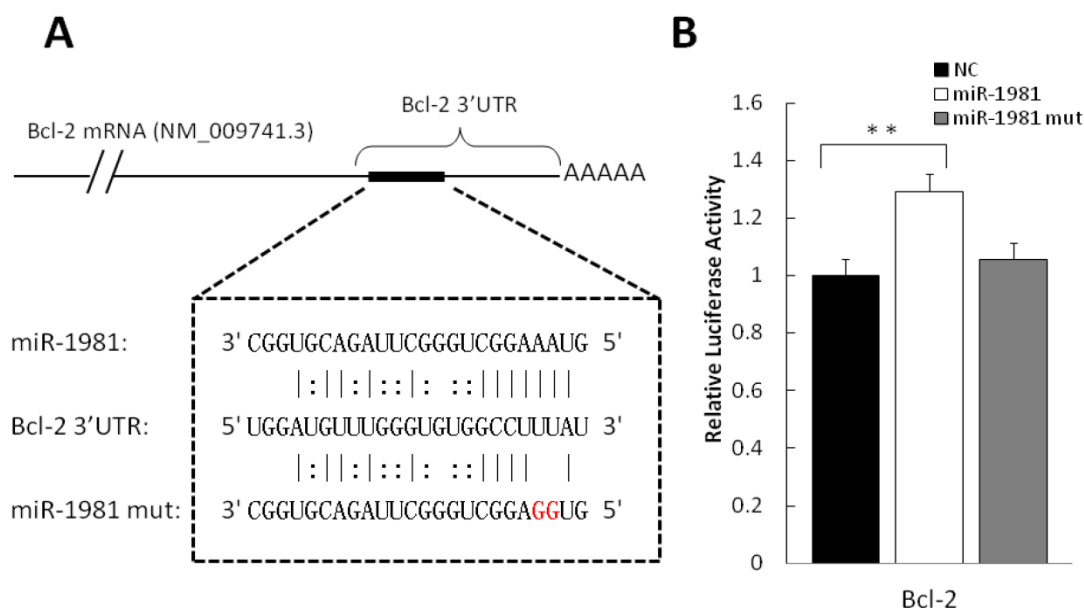 A
Bcl-2 3'UTR
Bcl-2 mRNA (NM_009741.3)
AAAAA
miR-1981: 3' CGGUGCAGAUUCGGGUCGGAAAUG 5'
Bcl-2 3'UTR: 5' UGGAUGUUUGGGUGUGGCCUUUAU 3'
miR-1981 mut: 3' CGGUGCAGAUUCGGGUCGGAGGUG 5'
B
NC
miR-1981
miR-1981 mut
**
Relative Luciferase Activity
1.6
1.4
1.2
1
0.8
0.6
0.4
0.2
0
Bcl-2